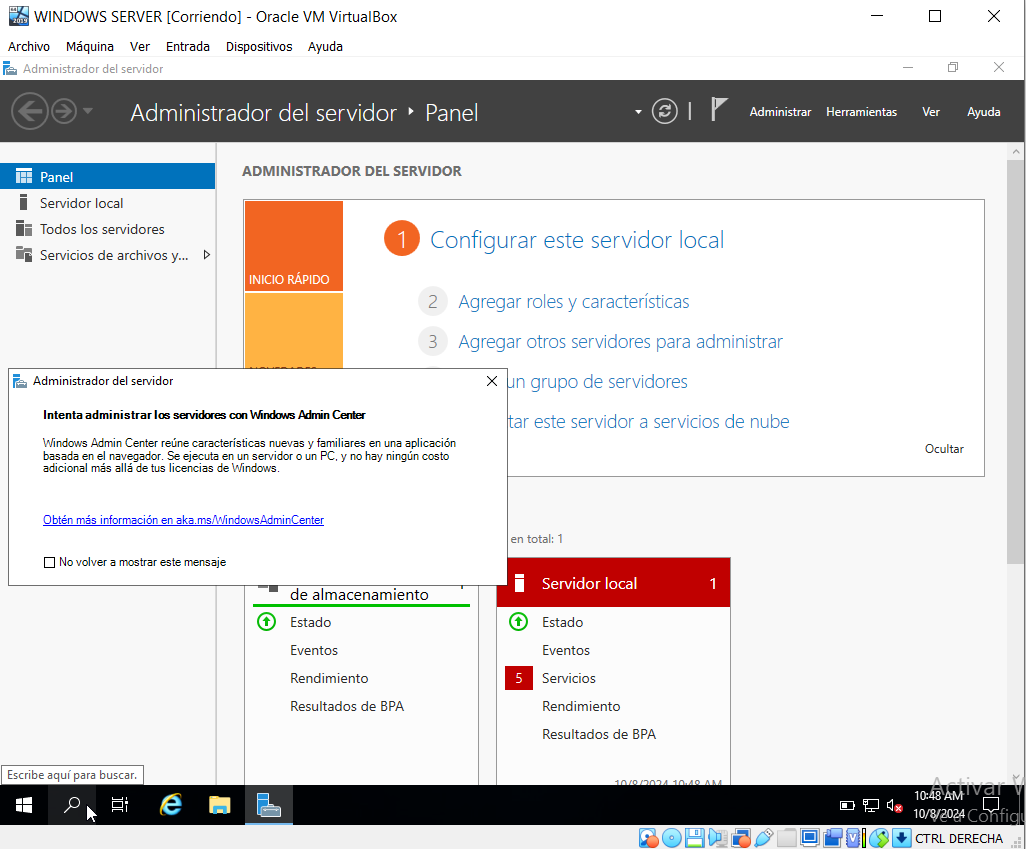 WINDOWS SERVER [Corriendo] - Oracle VM VirtualBox
Archivo Máquina Ver Entrada Dispositivos Ayuda
Administrador del servidor
Administrador del servidor ‣ Panel
Administrar Herramientas Ver Ayuda
Panel
Servidor local
Todos los servidores
Servicios de archivos y...
ADMINISTRADOR DEL SERVIDOR
INICIO RÁPIDO
1 Configurar este servidor local
2 Agregar roles y características
3 Agregar otros servidores para administrar
un grupo de servidores
tar este servidor a servicios de nube
Ocultar
Administrador del servidor
Intenta administrar los servidores con Windows Admin Center
Windows Admin Center reúne características nuevas y familiares en una aplicación
basada en el navegador. Se ejecuta en un servidor o un PC, y no hay ningún costo
adicional más allá de tus licencias de Windows.
Obtén más información en aka.ms/WindowsAdminCenter
No volver a mostrar este mensaje
en total: 1
de almacenamiento
Estado
Eventos
Rendimiento
Resultados de BPA
Servidor local 1
Estado
Eventos
5 Servicios
Rendimiento
Resultados de BPA
10/8/2024 10:48 AM
Escribe aquí para buscar.
Activar W
Ve a Configu
10:48 AM
10/8/2024
CTRL DERECHA